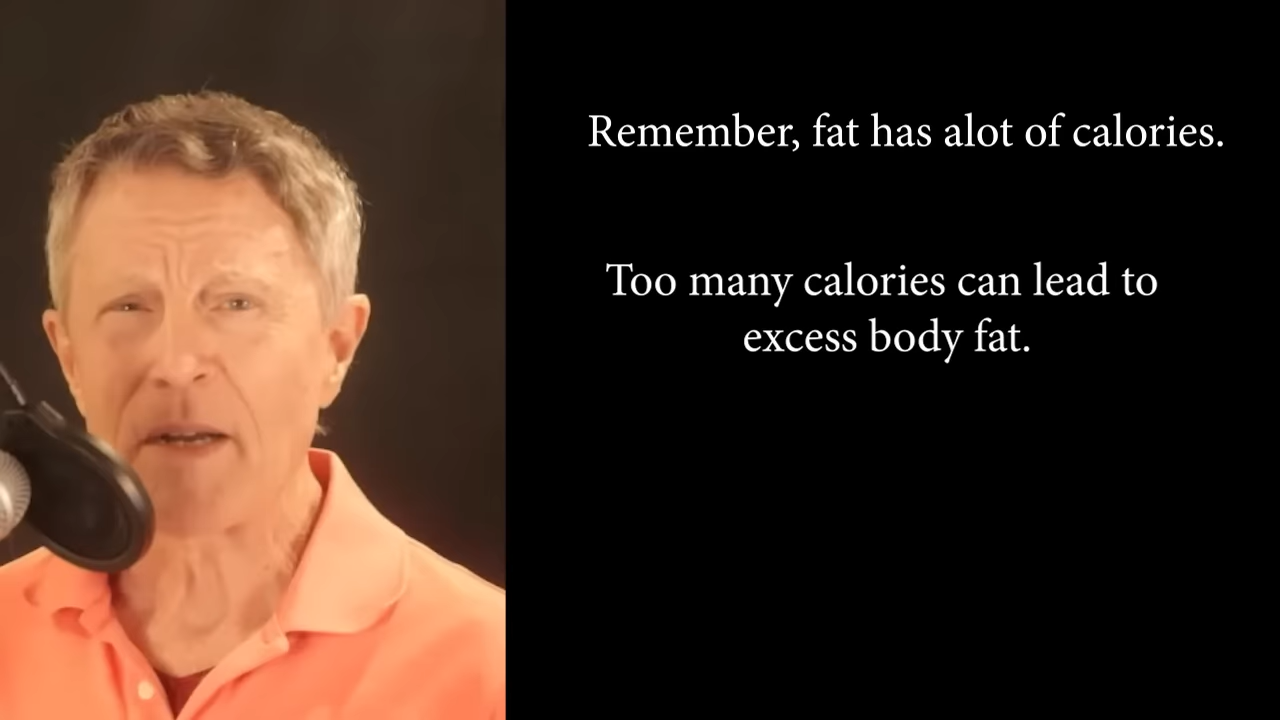 Remember, fat has alot of calories.
Too many calories can lead to
excess body fat.